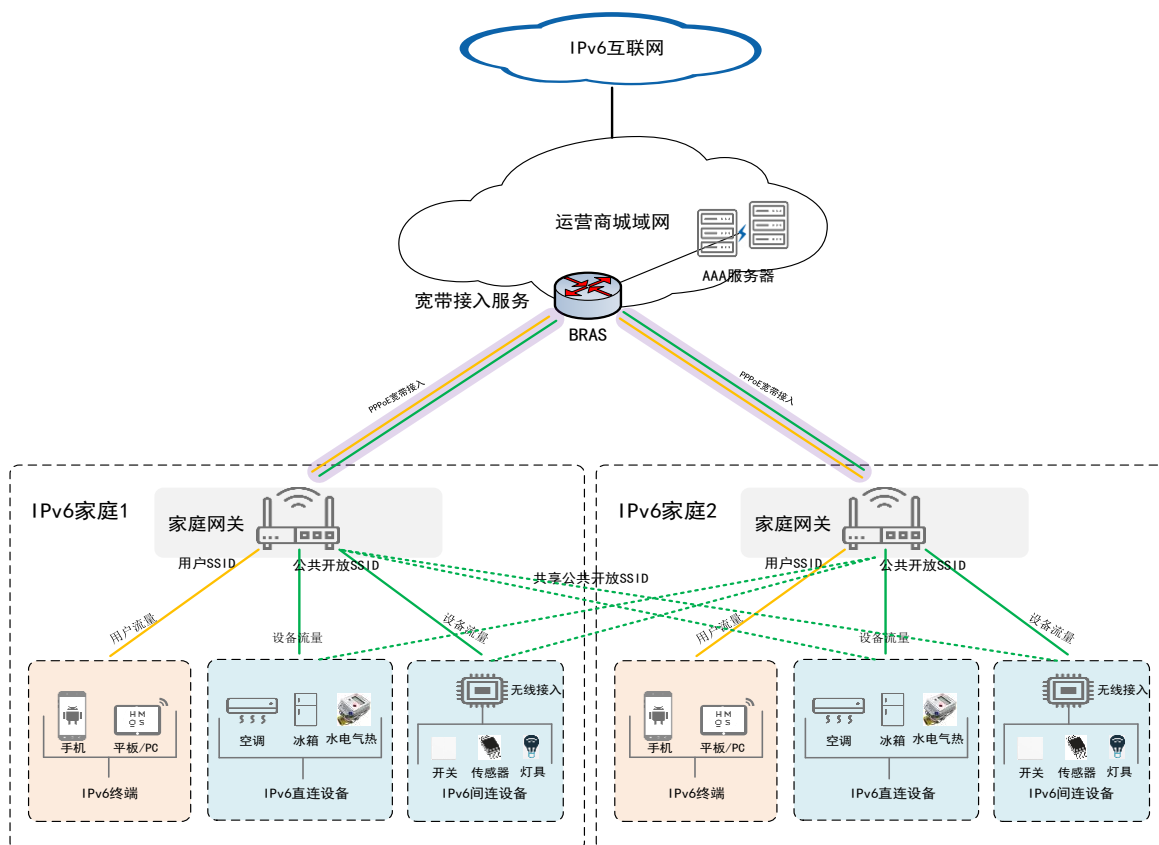 IPv6互联网
运营商城域网
AAA服务器
宽带接入服务
BRAS
PPPoE宽带接入
PPPoE宽带接入
IPv6家庭1
家庭网关
用户SSID
公共开放SSID
共享公共开放SSID
用户流量
设备流量
设备流量
手机
平板/PC
HM
OS
IPv6终端
空调
冰箱
水电气热
IPv6直连设备
无线接入
开关
传感器
灯具
IPv6间连设备
IPv6家庭2
家庭网关
用户SSID
公共开放SSID
用户流量
设备流量
设备流量
手机
平板/PC
HM
OS
IPv6终端
空调
冰箱
水电气热
IPv6直连设备
无线接入
开关
传感器
灯具
IPv6间连设备